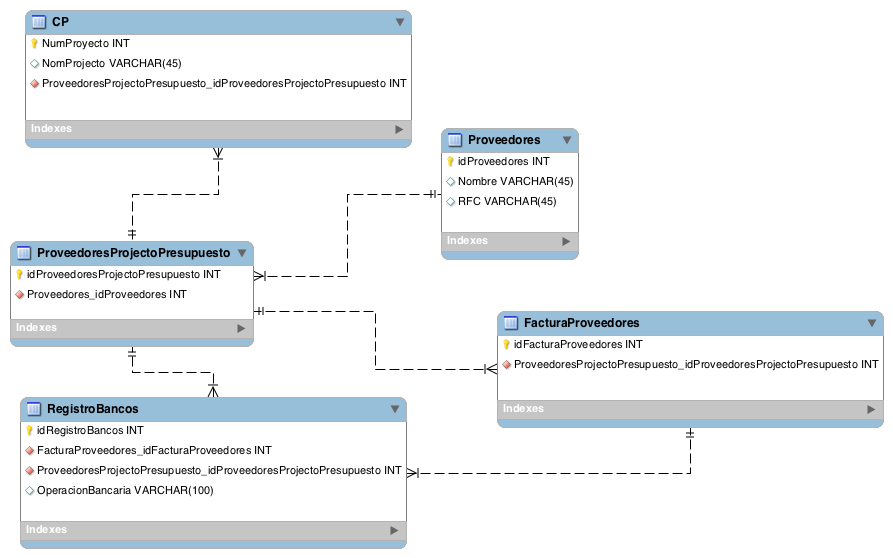 CP
NumProyecto INT
NomProjecto VARCHAR(45)
ProveedoresProjectoPresupuesto_idProveedoresProjectoPresupuesto INT
Indexes
Proveedores
idProveedores INT
Nombre VARCHAR(45)
RFC VARCHAR(45)
Indexes
ProveedoresProjectoPresupuesto
idProveedoresProjectoPresupuesto INT
Proveedores_idProveedores INT
Indexes
FacturaProveedores
idFacturaProveedores INT
ProveedoresProjectoPresupuesto_idProveedoresProjectoPresupuesto INT
Indexes
RegistroBancos
idRegistroBancos INT
FacturaProveedores_idFacturaProveedores INT
ProveedoresProjectoPresupuesto_idProveedoresProjectoPresupuesto INT
OperacionBancaria VARCHAR(100)
Indexes